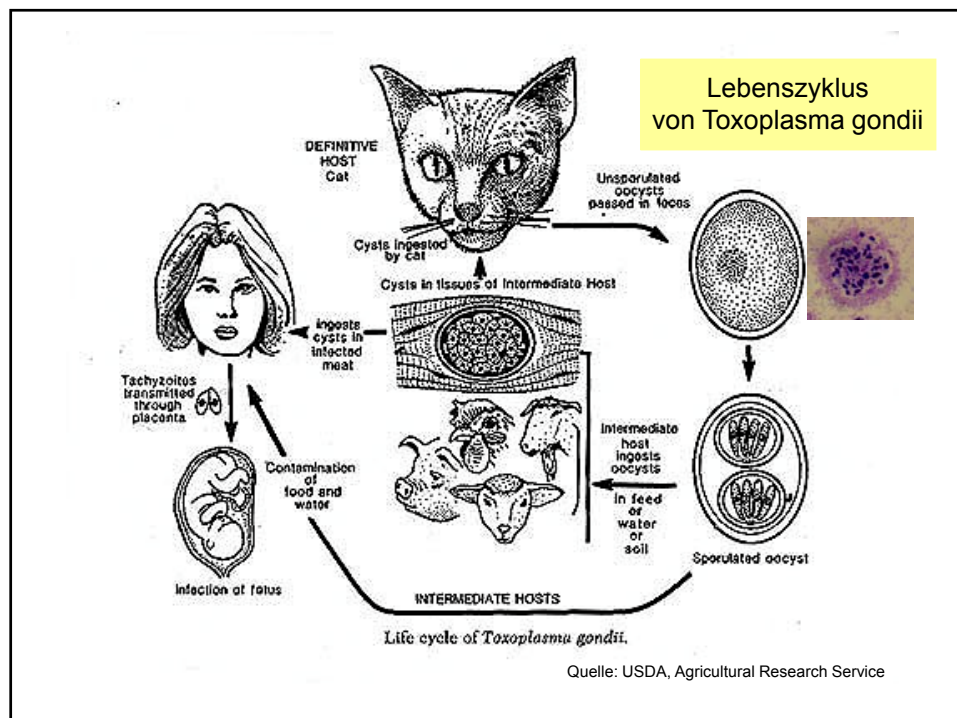 Lebenszyklus
von Toxoplasma gondii
DEFINITIVE
HOST
Cat
Unsporulated
oocysts
passed in feces
Cysts ingested
by cat
Cysts in tissues of Intermediate Host
ingests
cysts in
infected
meat
Tachyzoites
transmitted
through
placenta
Contamination
of
food and
water
Intermediate
host
ingests
oocysts
in feed
or
water
or
soil
Sporulated oocyst
Infection of fetus
INTERMEDIATE HOSTS
Life cycle of Toxoplasma gondii.
Quelle: USDA, Agricultural Research Service